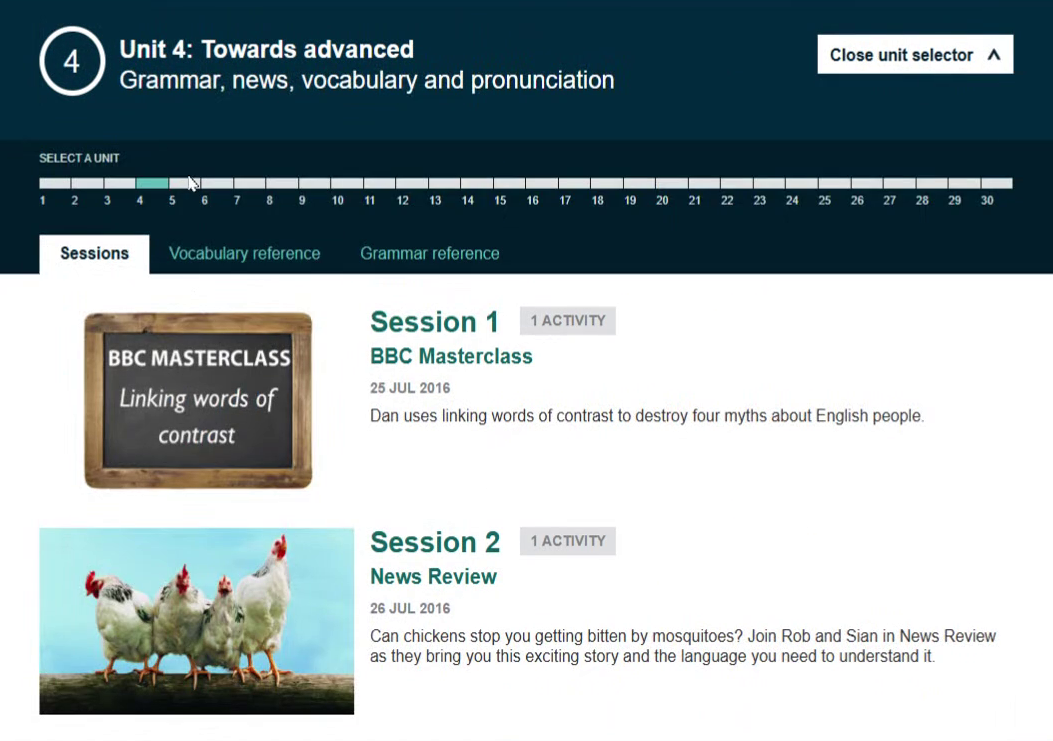 4
Unit 4: Towards advanced
Grammar, news, vocabulary and pronunciation
Close unit selector
SELECT A UNIT
1 2 3 4 5 6 7 8 9 10 11 12 13 14 15 16 17 18 19 20 21 22 23 24 25 26 27 28 29 30
Sessions Vocabulary reference Grammar reference
BBC MASTERCLASS
Linking words of
contrast
Session 1 1 ACTIVITY
BBC Masterclass
25 JUL 2016
Dan uses linking words of contrast to destroy four myths about English people.
Session 2 1 ACTIVITY
News Review
26 JUL 2016
Can chickens stop you getting bitten by mosquitoes? Join Rob and Sian in News Review
as they bring you this exciting story and the language you need to understand it.